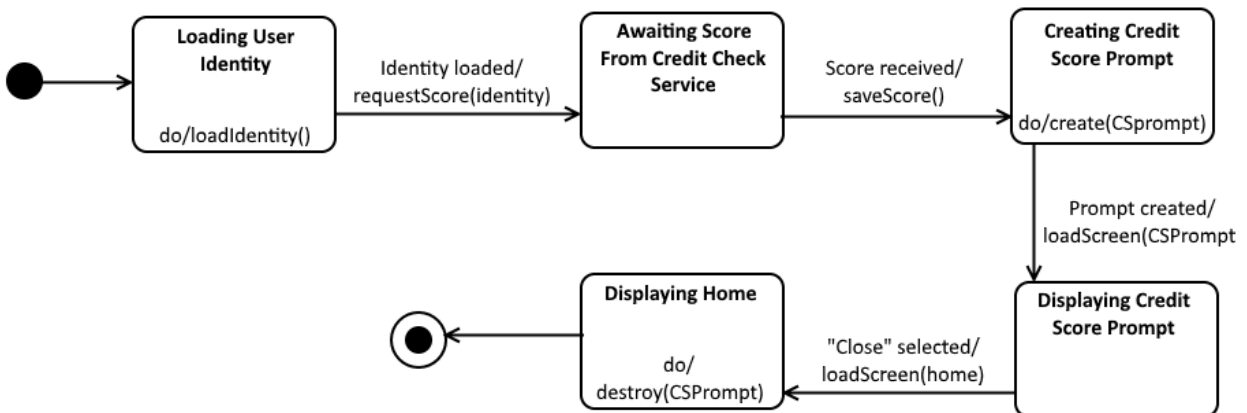 Loading User
Identity
do/loadIdentity()
Identity loaded/
requestScore(identity)
Awaiting Score
From Credit Check
Service
Score received/
saveScore()
Creating Credit
Score Prompt
do/create(CSprompt)
Prompt created/
loadScreen(CSPrompt
Displaying Credit
Score Prompt
"Close" selected/
loadScreen(home)
Displaying Home
do/
destroy(CSPrompt)